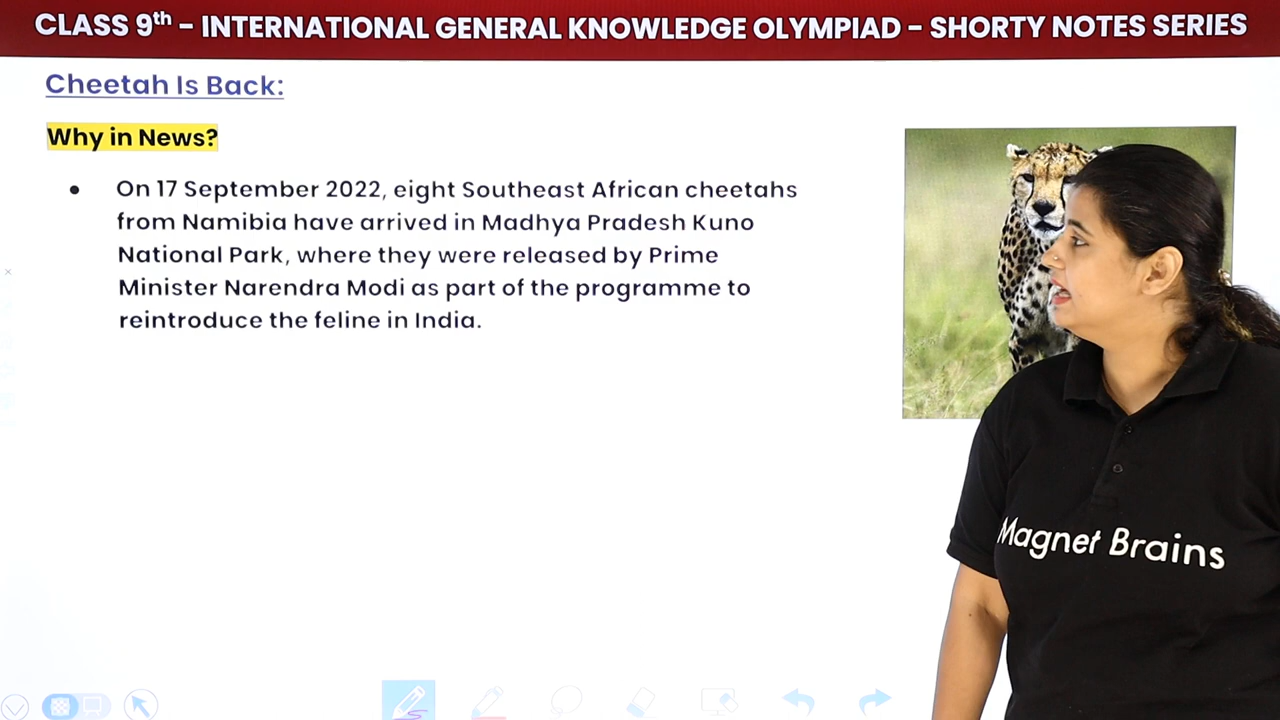 CLASS 9th – INTERNATIONAL GENERAL KNOWLEDGE OLYMPIAD – SHORTY NOTES SERIES
Cheetah Is Back:
Why in News?
● On 17 September 2022, eight Southeast African cheetahs
from Namibia have arrived in Madhya Pradesh Kuno
National Park, where they were released by Prime
Minister Narendra Modi as part of the programme to
reintroduce the feline in India.
Magnet Brains